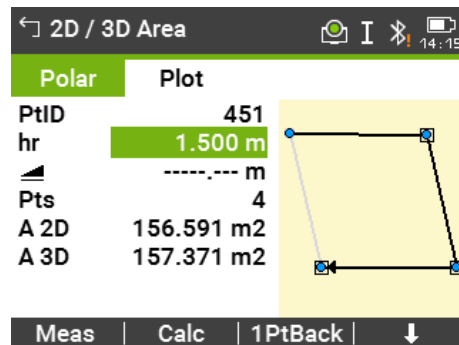 2D / 3D Area
14:15
Polar Plot
PtID 451
hr 1.500 m
-----.--- m
Pts 4
A 2D 156.591 m2
A 3D 157.371 m2
Meas | Calc | 1PtBack |